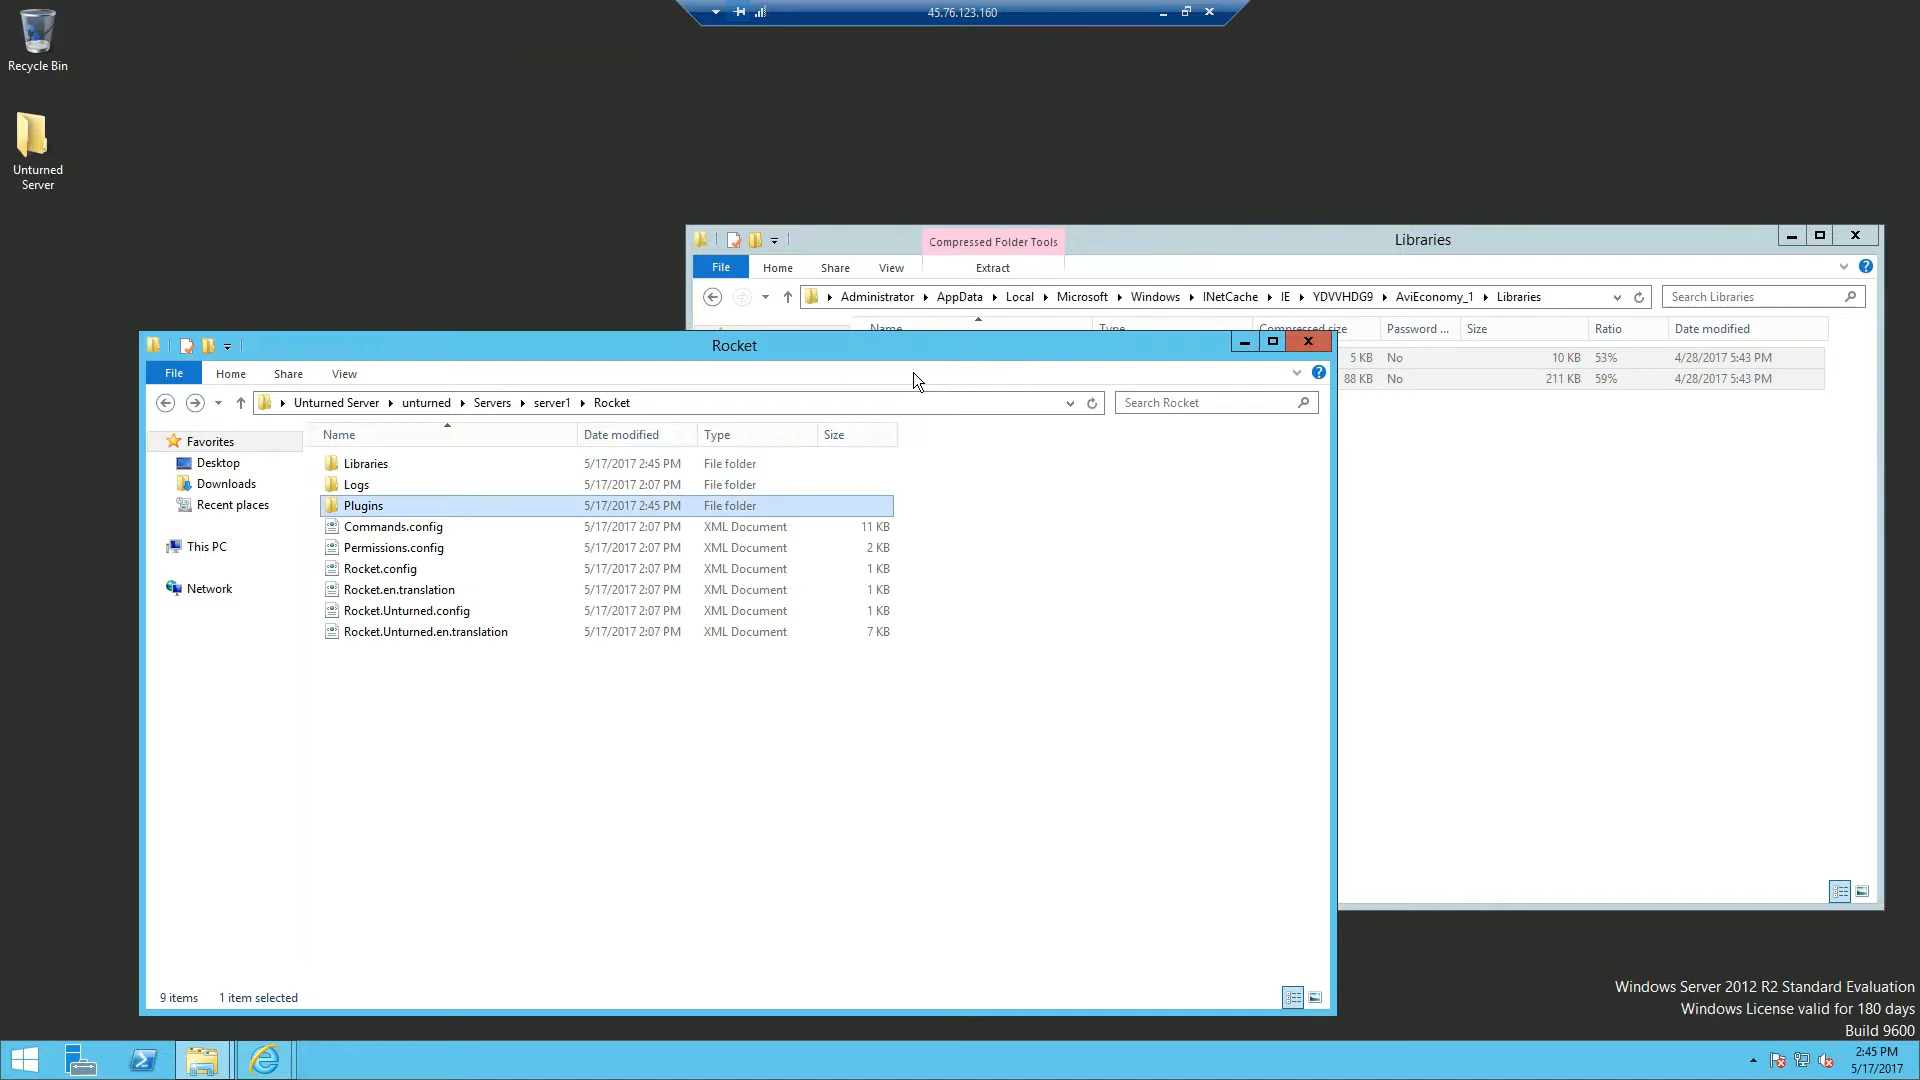 45.76.123.160
Recycle Bin
Unturned
Server
Compressed Folder Tools
Libraries
File
Home
Share
View
Extract
Administrator
AppData
Local
Microsoft
Windows
INetCache
IE
YDVVHDG9
AviEconomy_1
Libraries
Search Libraries
Name
Type
Compressed size
Password ...
Size
Ratio
Date modified
5 KB No 10 KB 53% 4/28/2017 5:43 PM
88 KB No 211 KB 59% 4/28/2017 5:43 PM
Rocket
File
Home
Share
View
Unturned Server
unturned
Servers
server1
Rocket
Search Rocket
Favorites
Desktop
Downloads
Recent places
This PC
Network
Name Date modified Type Size
Libraries 5/17/2017 2:45 PM File folder
Logs 5/17/2017 2:07 PM File folder
Plugins 5/17/2017 2:45 PM File folder
Commands.config 5/17/2017 2:07 PM XML Document 11 KB
Permissions.config 5/17/2017 2:07 PM XML Document 2 KB
Rocket.config 5/17/2017 2:07 PM XML Document 1 KB
Rocket.en.translation 5/17/2017 2:07 PM XML Document 1 KB
Rocket.Unturned.config 5/17/2017 2:07 PM XML Document 1 KB
Rocket.Unturned.en.translation 5/17/2017 2:07 PM XML Document 7 KB
9 items 1 item selected
Windows Server 2012 R2 Standard Evaluation
Windows License valid for 180 days
Build 9600
2:45 PM
5/17/2017